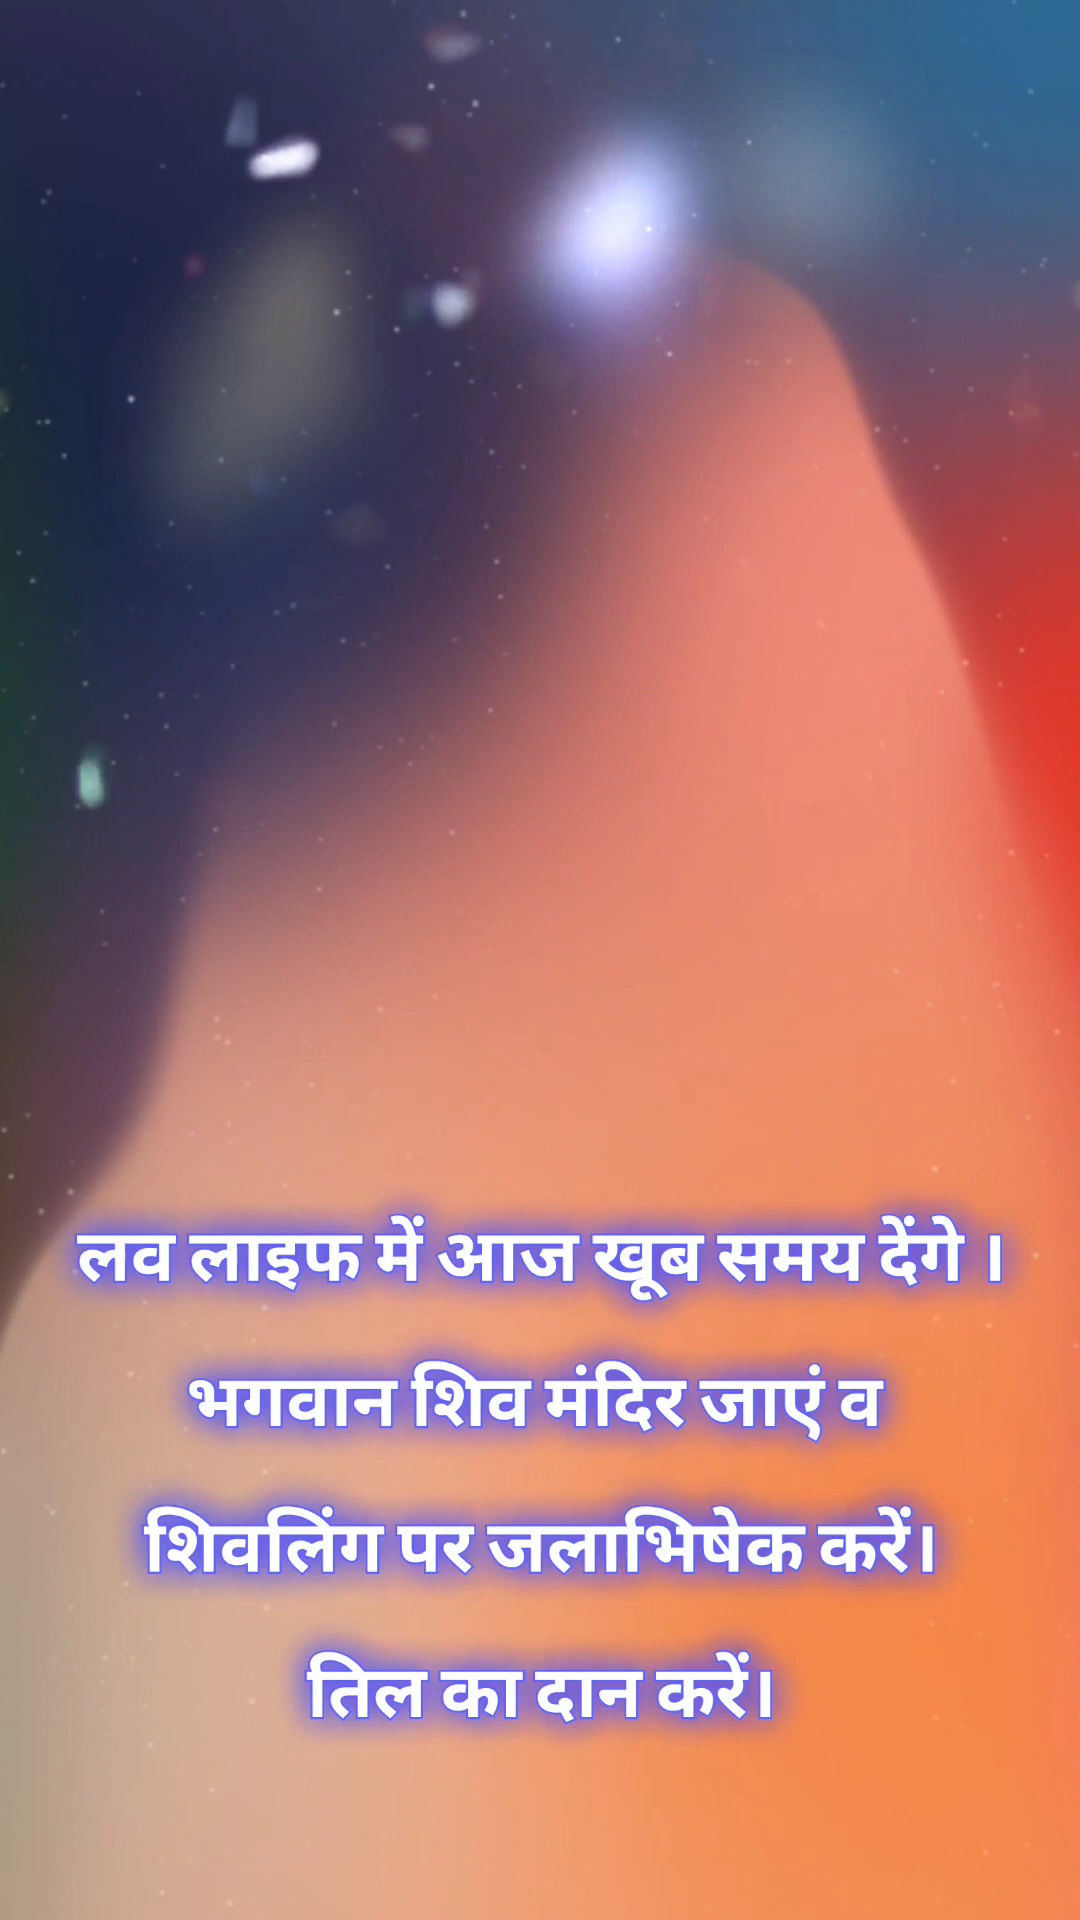 लव लाइफ में आज खूब समय देंगे ।
भगवान शिव मंदिर जाएं व
शिवलिंग पर जलाभिषेक करें।
तिल का दान करें।